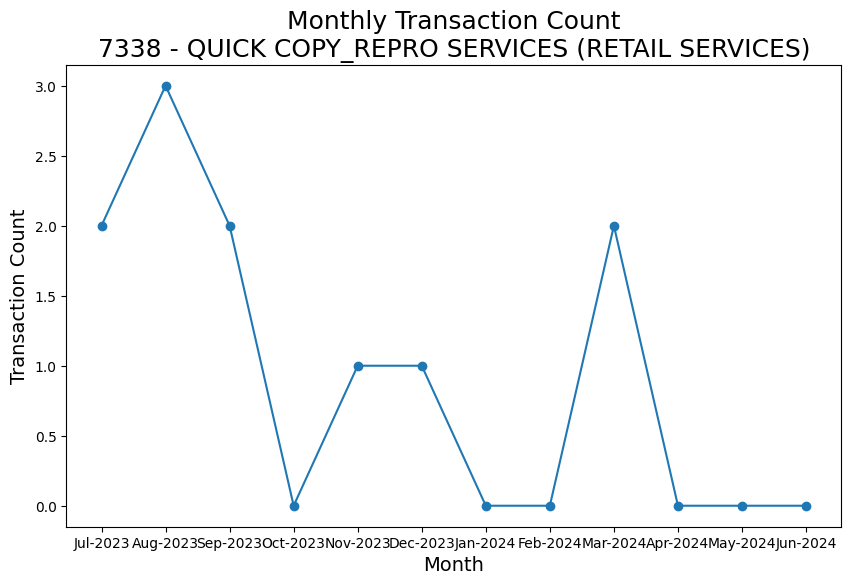 Monthly Transaction Count
7338 - QUICK COPY_REPRO SERVICES (RETAIL SERVICES)
Transaction Count
3.0
2.5
2.0
1.5
1.0
0.5
0.0
Jul-2023 Aug-2023 Sep-2023 Oct-2023 Nov-2023 Dec-2023 Jan-2024 Feb-2024 Mar-2024 Apr-2024 May-2024 Jun-2024
Month